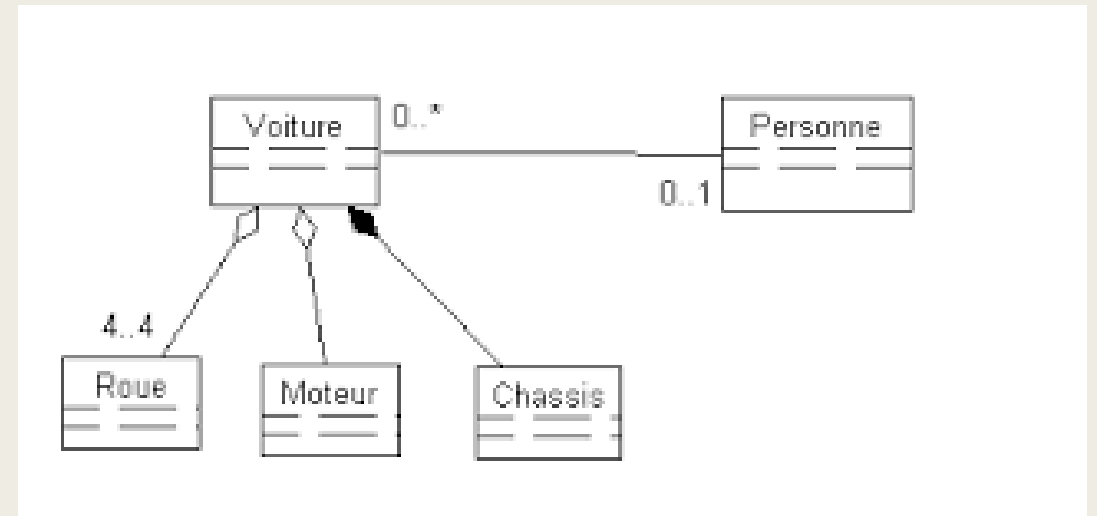 Voiture
0..*
Personne
0..1
4..4
Roue
Moteur
Chassis